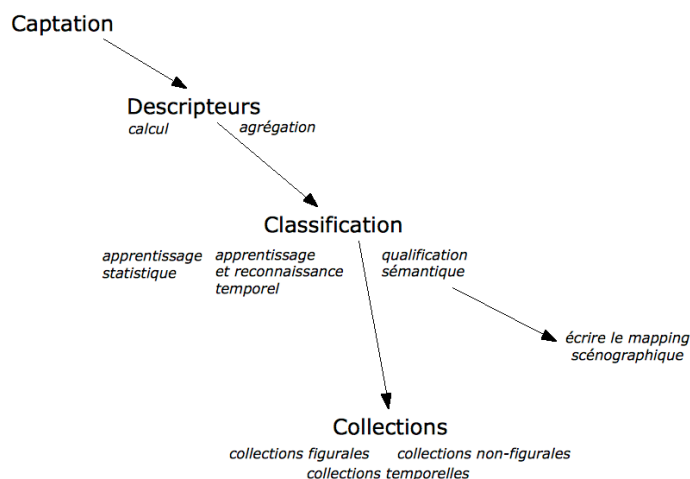 Captation
Descripteurs
calcul
agrégation
Classification
apprentissage
statistique
apprentissage
et reconnaissance
temporel
qualification
sémantique
écrire le mapping
scénographique
Collections
collections figurales
collections non-figurales
collections temporelles